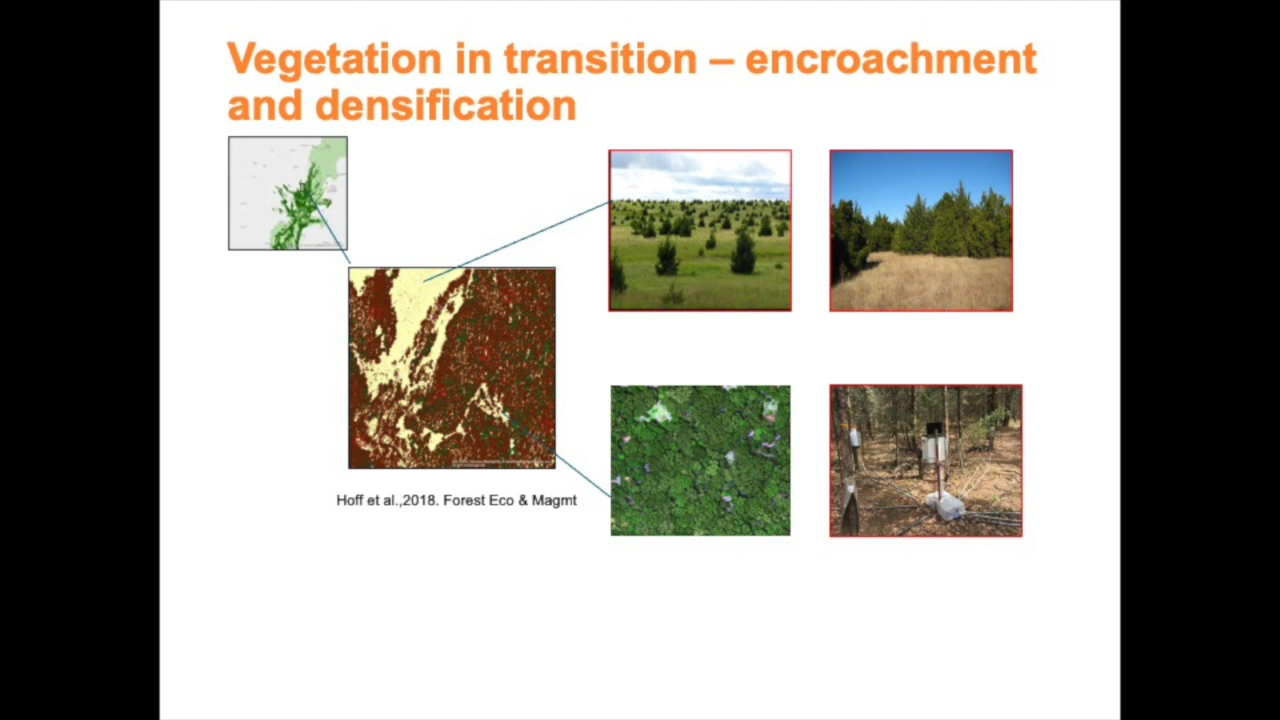 Vegetation in transition – encroachment
and densification
Hoff et al.,2018. Forest Eco & Magmt